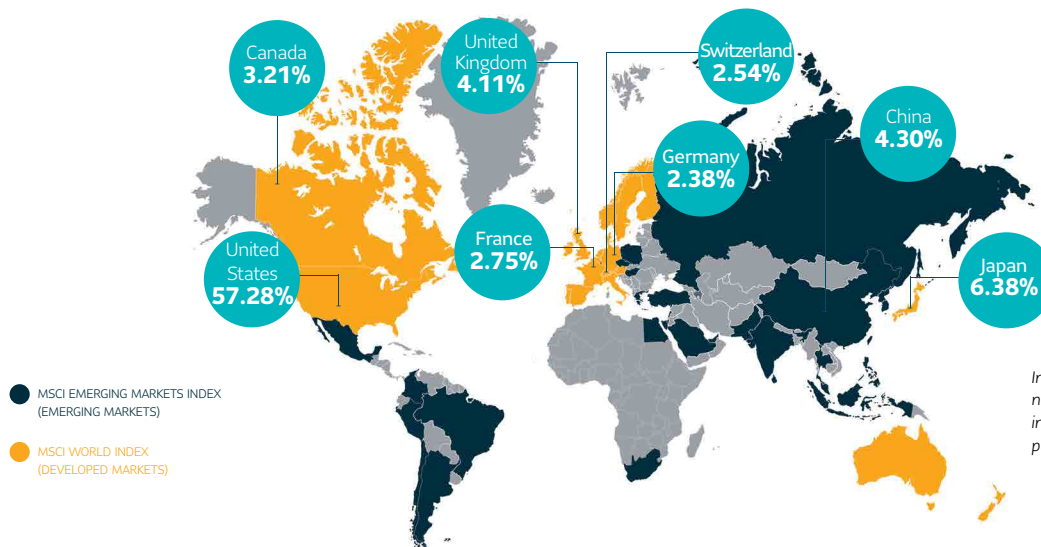 Canada
3.21%
United
Kingdom
4.11%
Switzerland
2.54%
China
4.30%
Germany
2.38%
France
2.75%
United
States
57.28%
Japan
6.38%
MSCI EMERGING MARKETS INDEX
(EMERGING MARKETS)
MSCI WORLD INDEX
(DEVELOPED MARKETS)